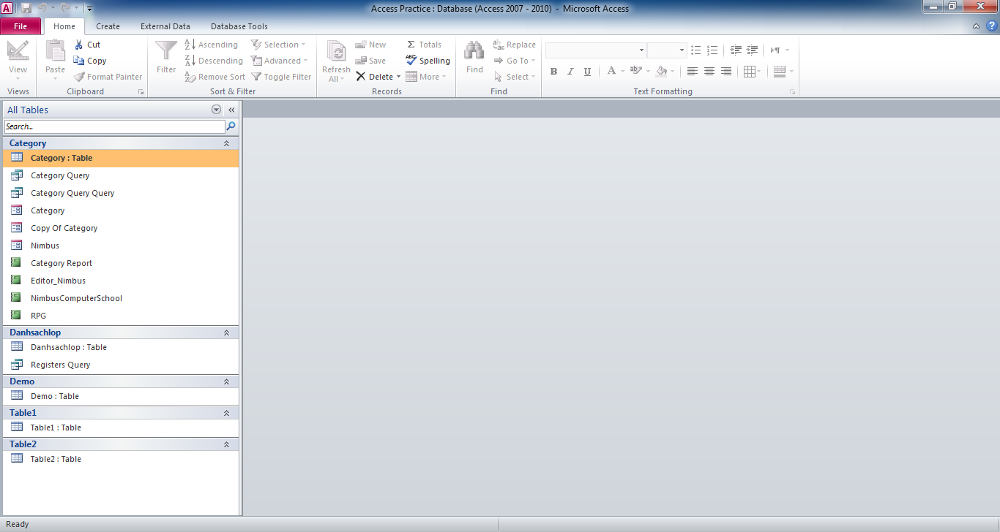 Access Practice : Database (Access 2007 - 2010) - Microsoft Access
File Home Create External Data Database Tools
View
Views
Paste
Cut
Copy
Format Painter
Clipboard
Filter
Ascending
Descending
Remove Sort
Selection
Advanced
Toggle Filter
Sort & Filter
Refresh
All
New
Save
Delete
Totals
Spelling
More
Records
Find
Replace
Go To
Select
Find
B I U A
Text Formatting
All Tables
Search...
Category
Category : Table
Category Query
Category Query Query
Category
Copy Of Category
Nimbus
Category Report
Editor_Nimbus
NimbusComputerSchool
RPG
Danhsachlop
Danhsachlop : Table
Registers Query
Demo
Demo : Table
Table1
Table1 : Table
Table2
Table2 : Table
Ready